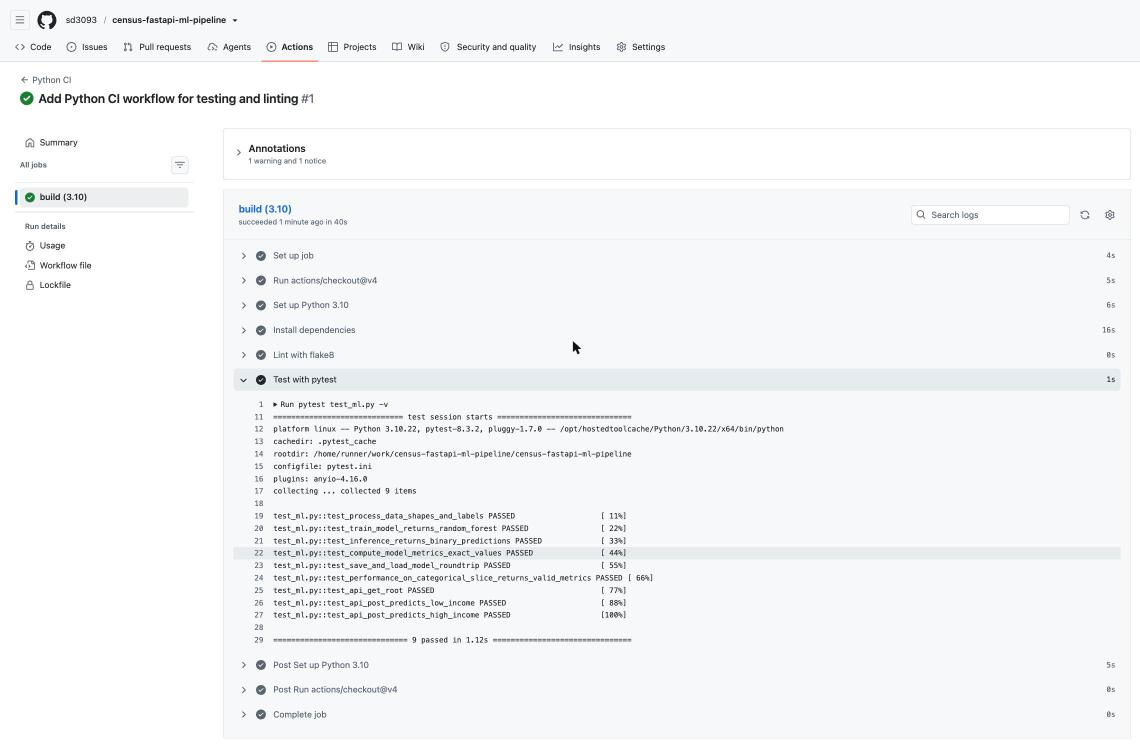 sd3093 / census-fastapi-ml-pipeline
Code Issues Pull requests Agents Actions Projects Wiki Security and quality Insights Settings
← Python CI
Add Python CI workflow for testing and linting #1
Summary
All jobs
build (3.10)
Run details
Usage
Workflow file
Lockfile
Annotations
1 warning and 1 notice
build (3.10)
succeeded 1 minute ago in 40s
Search logs
Set up job 4s
Run actions/checkout@v4 5s
Set up Python 3.10 6s
Install dependencies 16s
Lint with flake8 0s
Test with pytest 1s
1 ▶ Run pytest test_ml.py -v
11 ============================= test session starts ==============================
12 platform linux -- Python 3.10.22, pytest-8.3.2, pluggy-1.7.0 -- /opt/hostedtoolcache/Python/3.10.22/x64/bin/python
13 cachedir: .pytest_cache
14 rootdir: /home/runner/work/census-fastapi-ml-pipeline/census-fastapi-ml-pipeline
15 configfile: pytest.ini
16 plugins: anyio-4.16.0
17 collecting ... collected 9 items
18
19 test_ml.py::test_process_data_shapes_and_labels PASSED [ 11%]
20 test_ml.py::test_train_model_returns_random_forest PASSED [ 22%]
21 test_ml.py::test_inference_returns_binary_predictions PASSED [ 33%]
22 test_ml.py::test_compute_model_metrics_exact_values PASSED [ 44%]
23 test_ml.py::test_save_and_load_model_roundtrip PASSED [ 55%]
24 test_ml.py::test_performance_on_categorical_slice_returns_valid_metrics PASSED [ 66%]
25 test_ml.py::test_api_get_root PASSED [ 77%]
26 test_ml.py::test_api_post_predicts_low_income PASSED [ 88%]
27 test_ml.py::test_api_post_predicts_high_income PASSED [100%]
28
29 ============================== 9 passed in 1.12s ===============================
Post Set up Python 3.10 5s
Post Run actions/checkout@v4 0s
Complete job 0s